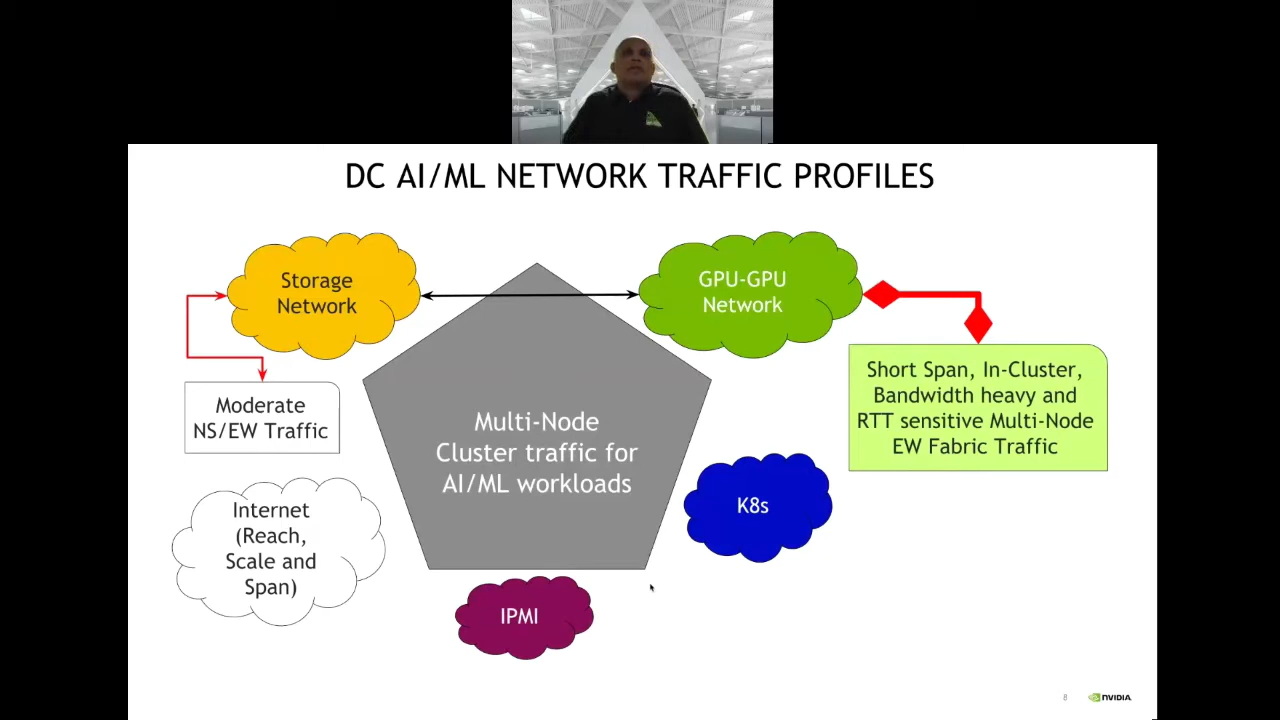 DC AI/ML NETWORK TRAFFIC PROFILES
Storage
Network
GPU-GPU
Network
Moderate
NS/EW Traffic
Short Span, In-Cluster,
Bandwidth heavy and
RTT sensitive Multi-Node
EW Fabric Traffic
Multi-Node
Cluster traffic for
AI/ML workloads
Internet
(Reach,
Scale and
Span)
K8s
IPMI
8
NVIDIA